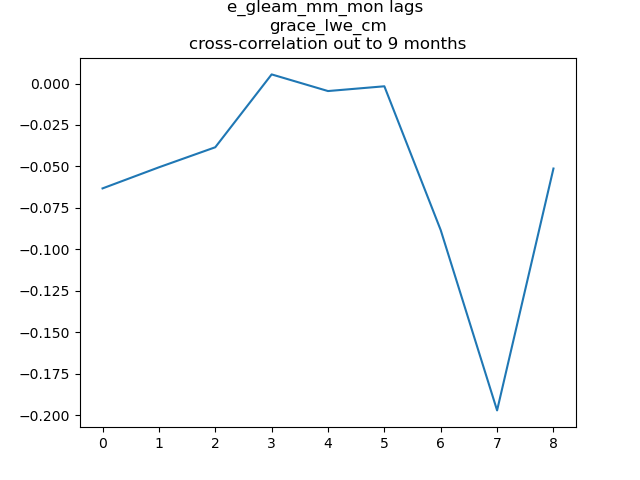 e_gleam_mm_mon lags
grace_lwe_cm
cross-correlation out to 9 months
0.000
−0.025
−0.050
−0.075
−0.100
−0.125
−0.150
−0.175
−0.200
0 1 2 3 4 5 6 7 8